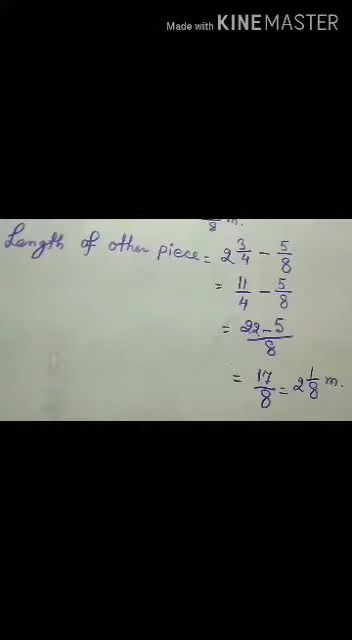 Made with KINEMASTER
8 m.
Length of other piece = 2 3/4 - 5/8
= 11/4 - 5/8
= 22-5/8
= 17/8 = 2 1/8 m.